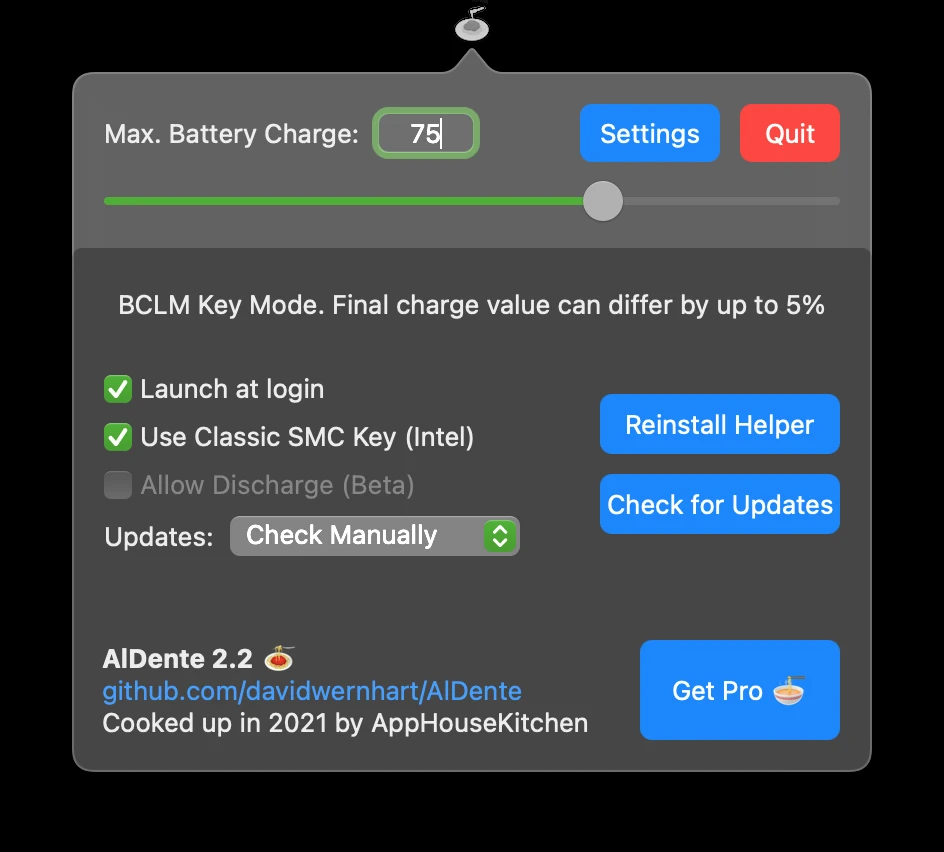 Max. Battery Charge: 75 Settings Quit
BCLM Key Mode. Final charge value can differ by up to 5%
Launch at login
Use Classic SMC Key (Intel)
Reinstall Helper
Allow Discharge (Beta)
Check for Updates
Updates: Check Manually
AlDente 2.2
github.com/davidwernhart/AlDente
Cooked up in 2021 by AppHouseKitchen
Get Pro